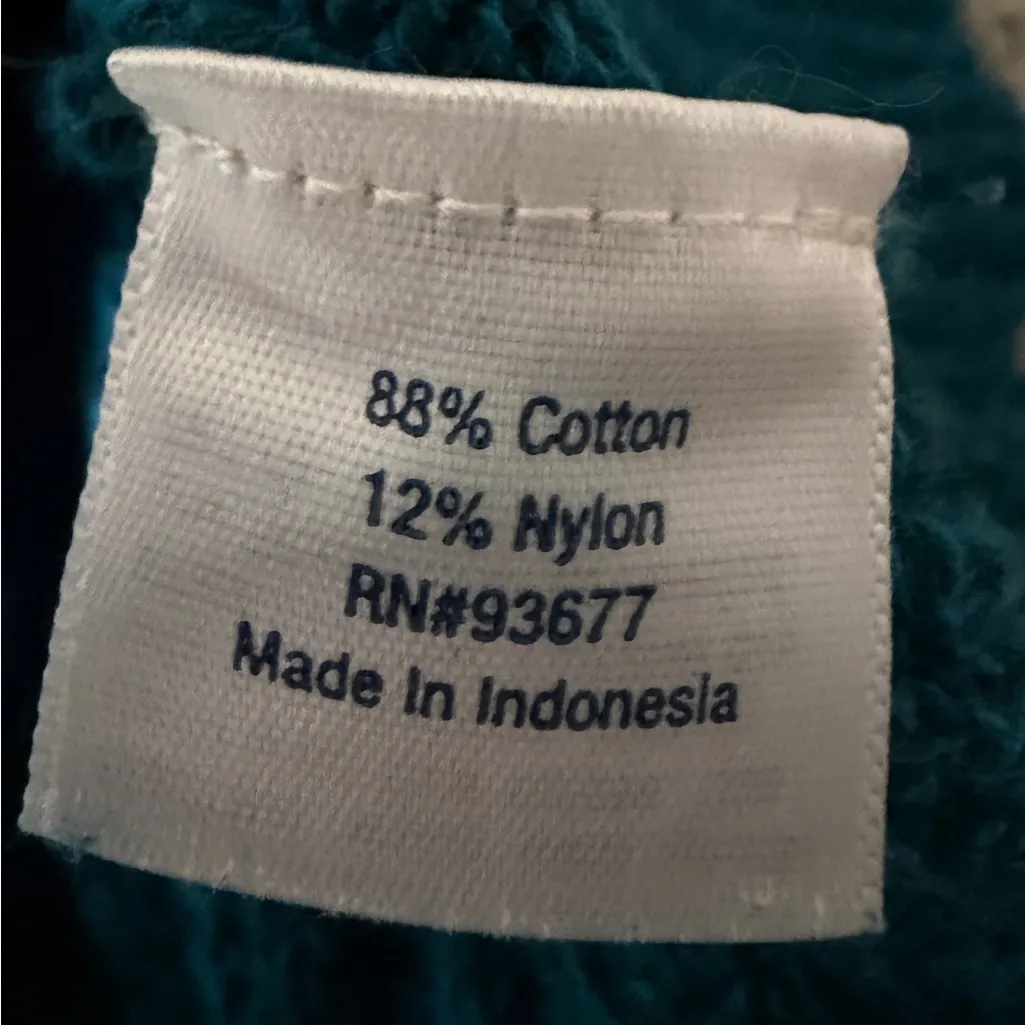 88% Cotton
12% Nylon
RN#93677
Made In Indonesia